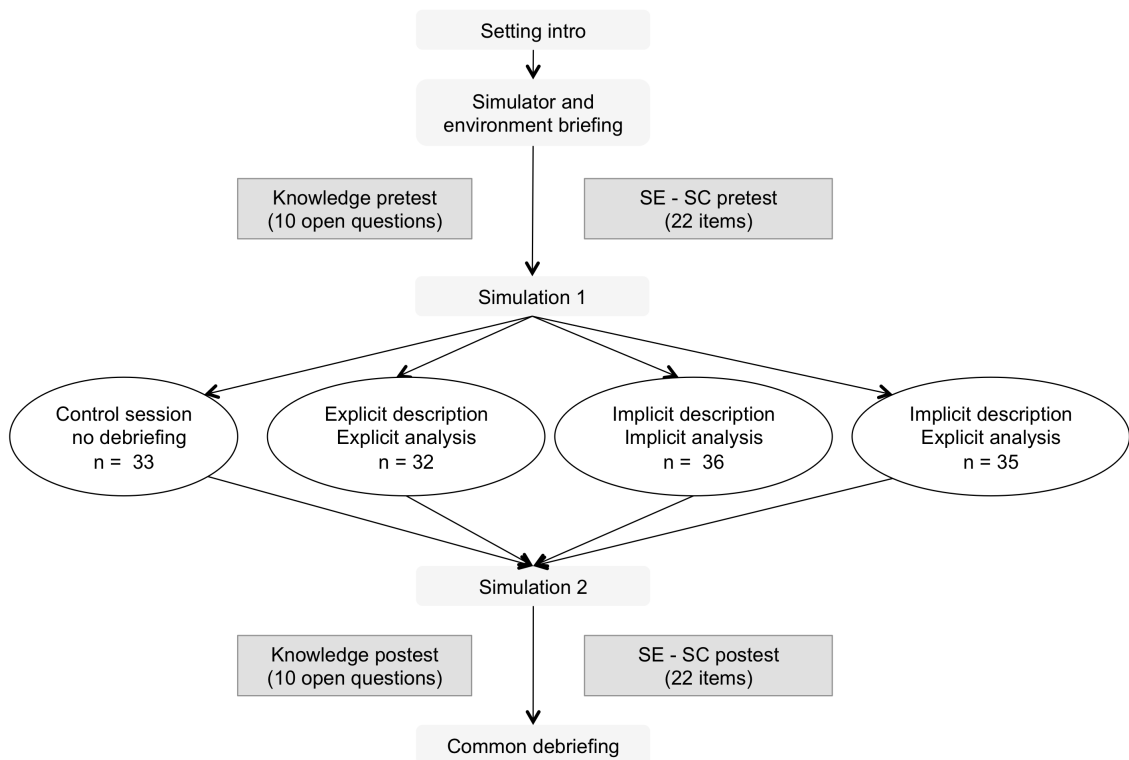 Setting intro
Simulator and
environment briefing
Knowledge pretest
(10 open questions)
SE - SC pretest
(22 items)
Simulation 1
Control session
no debriefing
n = 33
Explicit description
Explicit analysis
n = 32
Implicit description
Implicit analysis
n = 36
Implicit description
Explicit analysis
n = 35
Simulation 2
Knowledge postest
(10 open questions)
SE - SC postest
(22 items)
Common debriefing